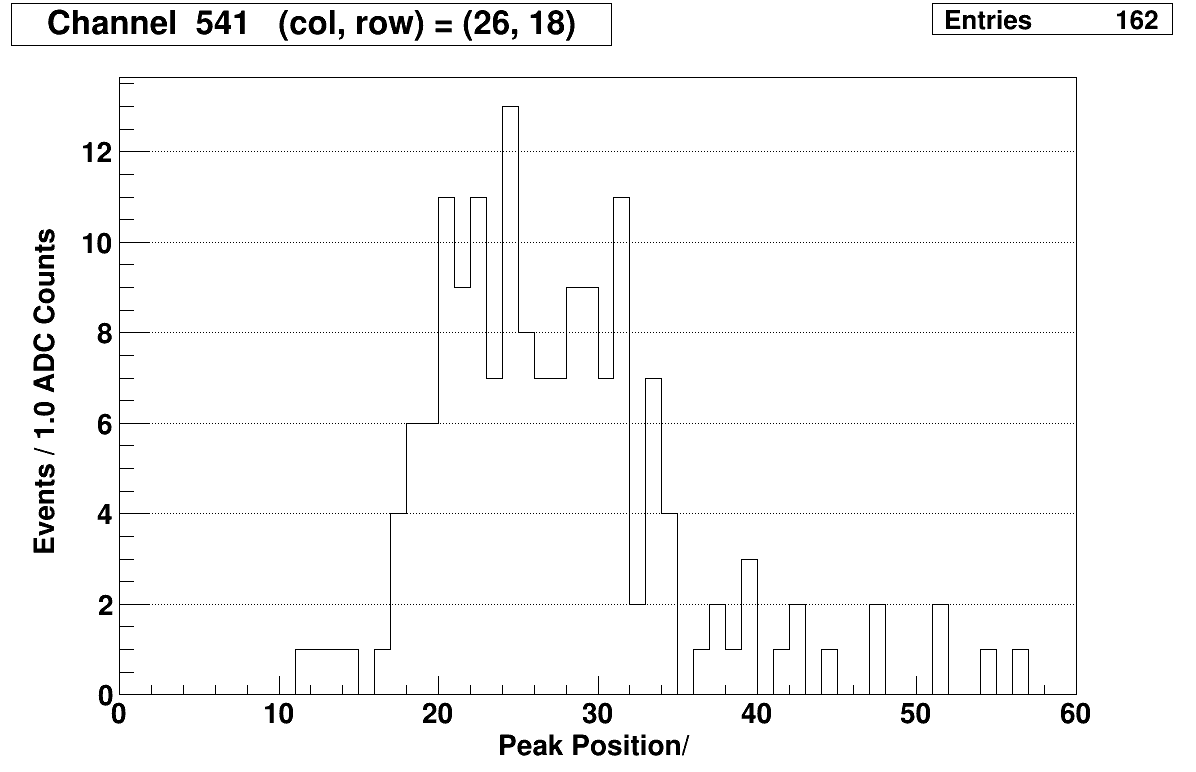 Channel 541 (col, row) = (26, 18)
Entries 162
Events / 1.0 ADC Counts
12
10
8
6
4
2
0
0 10 20 30 40 50 60
Peak Position/